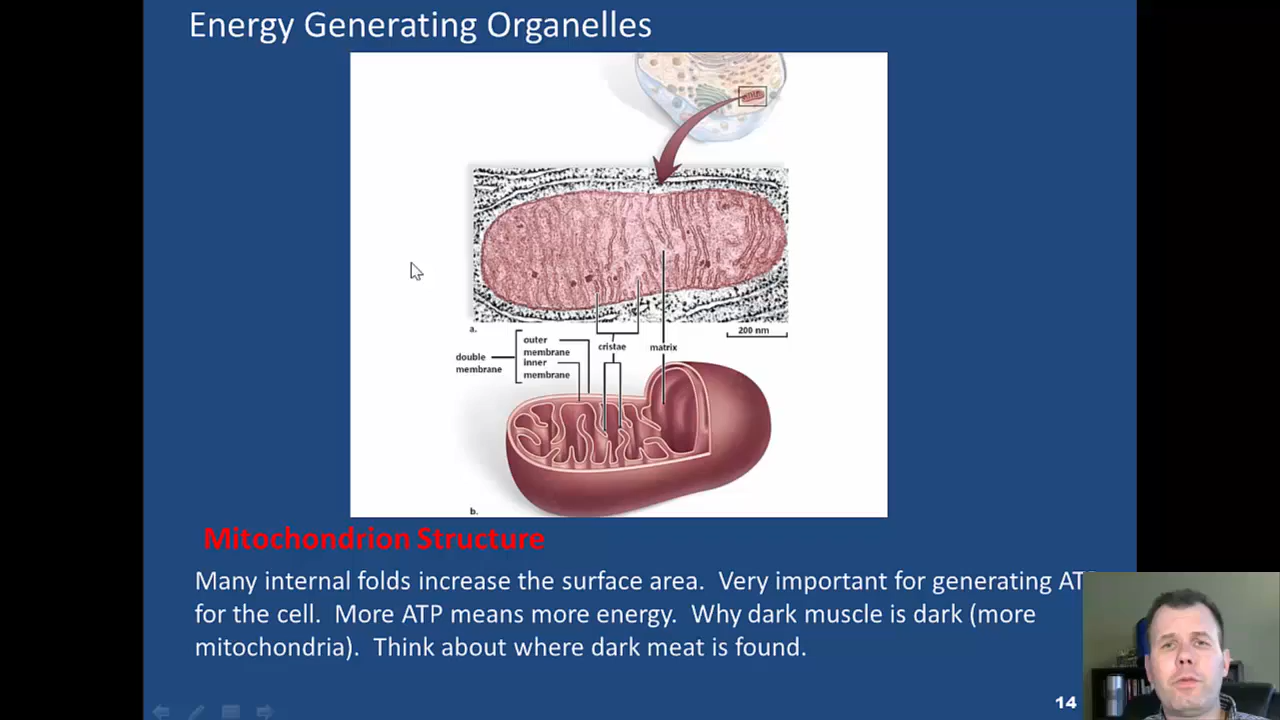 Energy Generating Organelles
a.
200 nm
outer
membrane
cristae
matrix
double
membrane
inner
membrane
b.
Mitochondrion Structure
Many internal folds increase the surface area. Very important for generating
for the cell. More ATP means more energy. Why dark muscle is dark (more
mitochondria). Think about where dark meat is found.
14